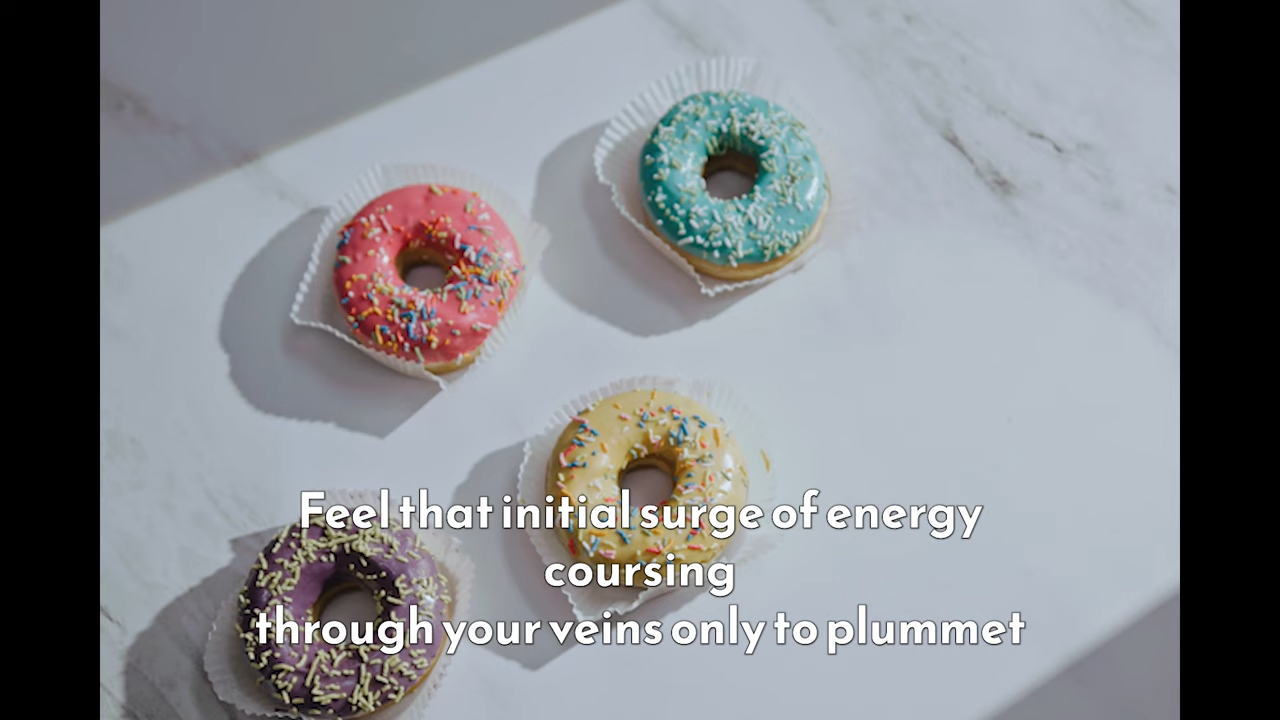 Feel that initial surge of energy
coursing
through your veins only to plummet